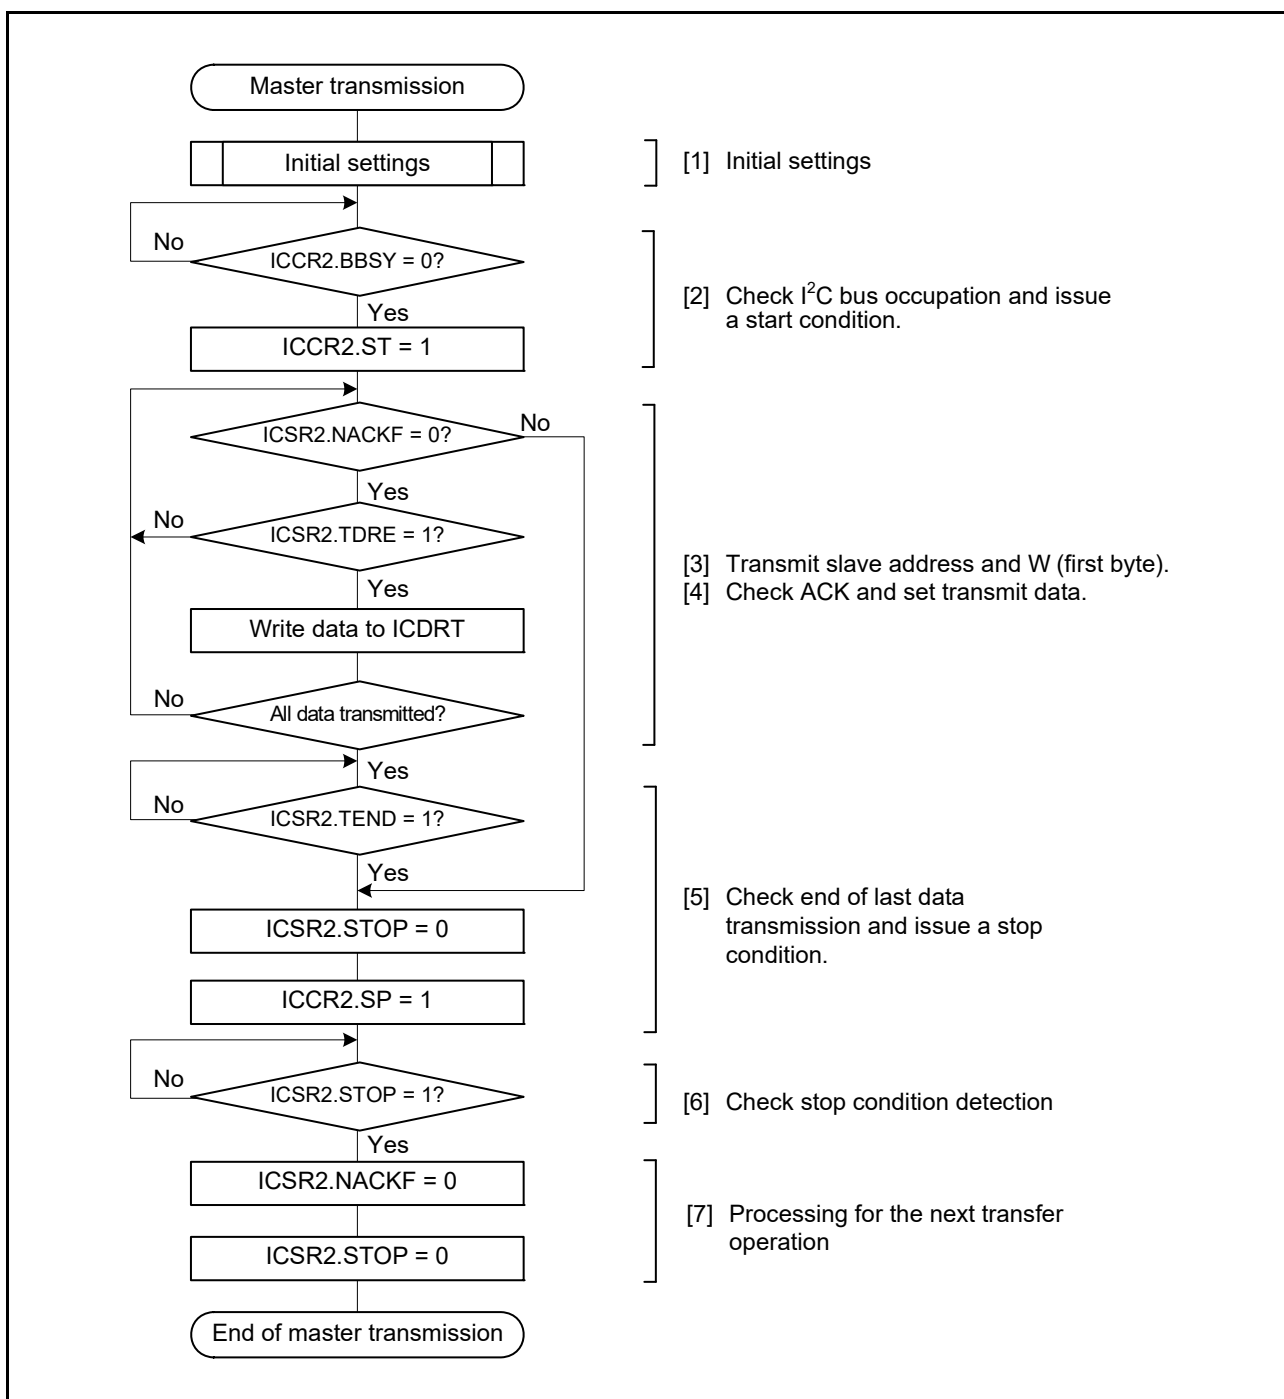 Master transmission
Initial settings
[1] Initial settings
No
ICCR2.BBSY = 0?
Yes
[2] Check I²C bus occupation and issue
a start condition.
ICCR2.ST = 1
ICSR2.NACKF = 0?
No
Yes
No
ICSR2.TDRE = 1?
Yes
[3] Transmit slave address and W (first byte).
[4] Check ACK and set transmit data.
Write data to ICDRT
No
All data transmitted?
Yes
No
ICSR2.TEND = 1?
Yes
[5] Check end of last data
transmission and issue a stop
condition.
ICSR2.STOP = 0
ICCR2.SP = 1
No
ICSR2.STOP = 1?
[6] Check stop condition detection
Yes
ICSR2.NACKF = 0
[7] Processing for the next transfer
operation
ICSR2.STOP = 0
End of master transmission